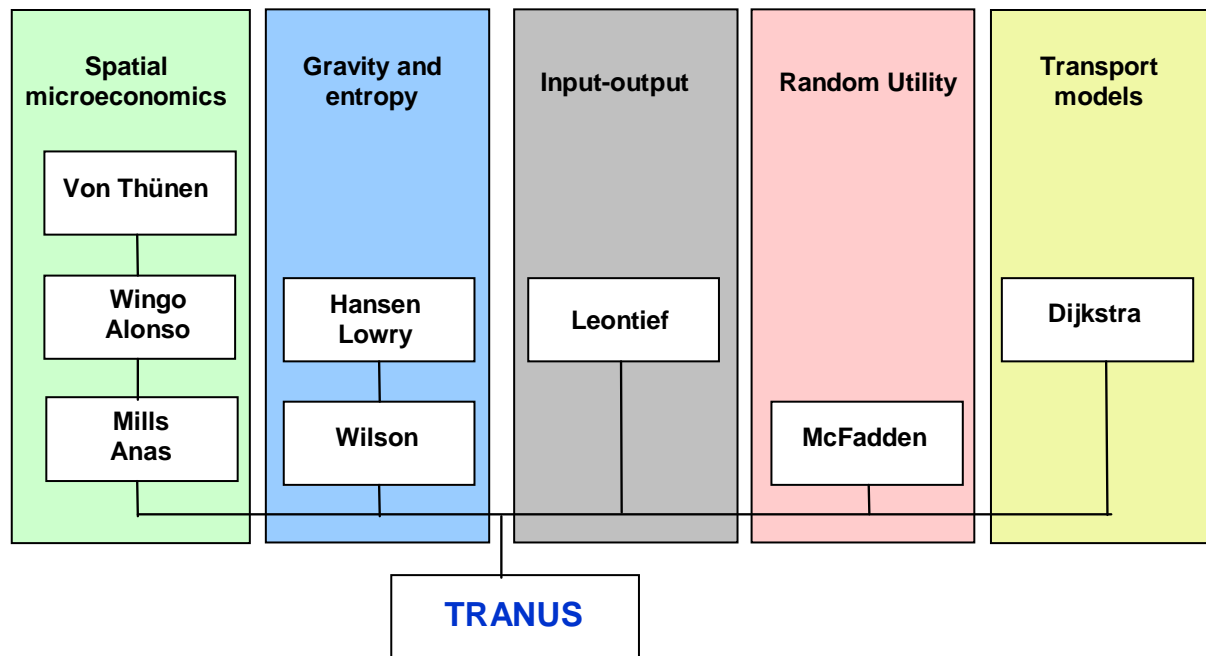 Spatial
microeconomics
Von Thünen
Wingo
Alonso
Mills
Anas
Gravity and
entropy
Hansen
Lowry
Wilson
Input-output
Leontief
Random Utility
McFadden
Transport
models
Dijkstra
TRANUS